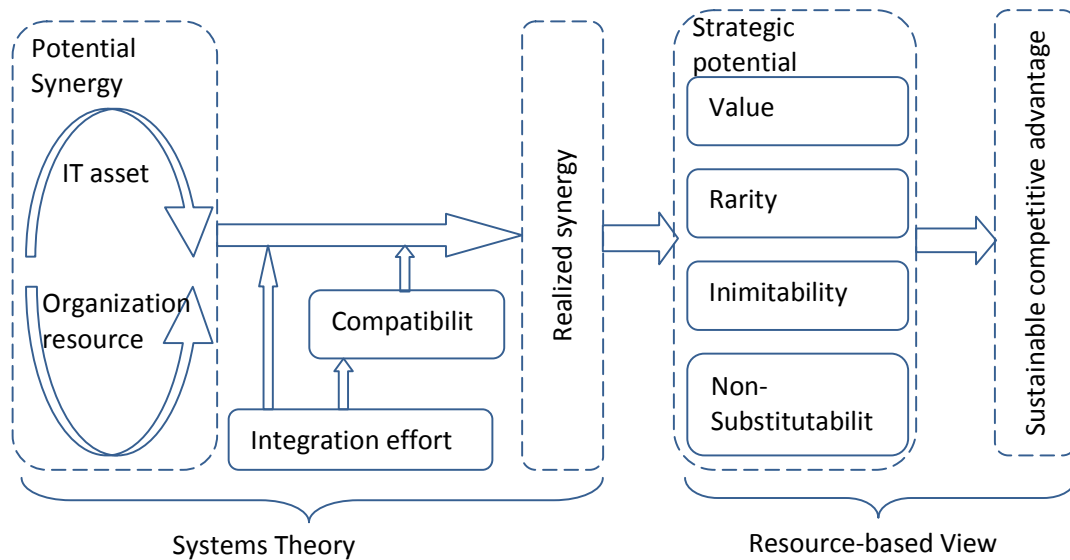 Potential
Synergy
IT asset
Organization
resource
Compatibilit
Integration effort
Realized synergy
Strategic
potential
Value
Rarity
Inimitability
Non-
Substitutabilit
Sustainable competitive advantage
Systems Theory
Resource-based View